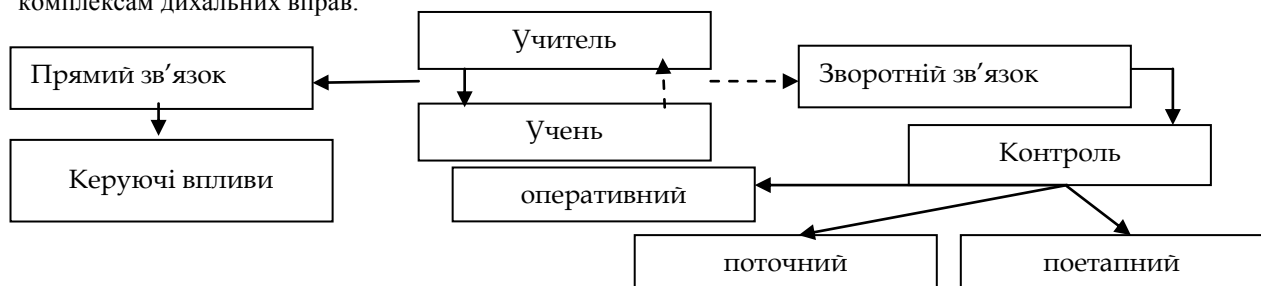 комплексам дихальних вправ.
Учитель
Прямий зв’язок
Зворотній зв’язок
Учень
Контроль
Керуючі впливи
оперативний
поточний
поетапний